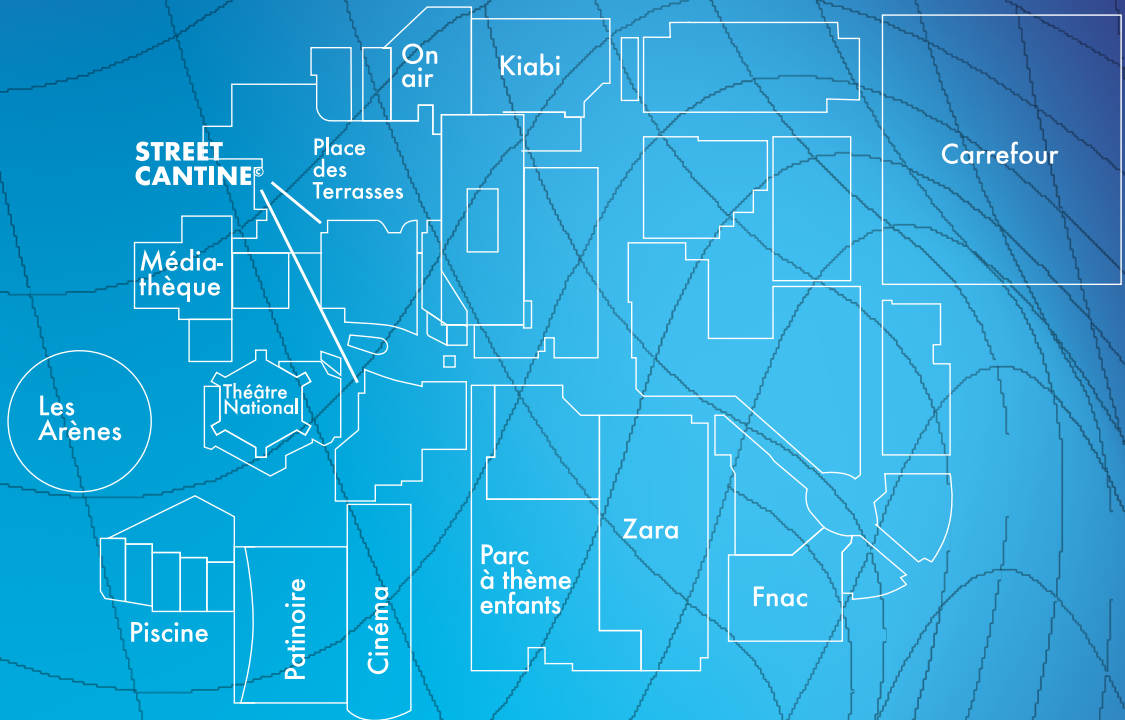 On
air
Kiabi
STREET
CANTINE©
Place
des
Terrasses
Carrefour
Média-
thèque
Les
Arènes
Théâtre
National
Piscine
Patinoire
Cinéma
Parc
à thème
enfants
Zara
Fnac